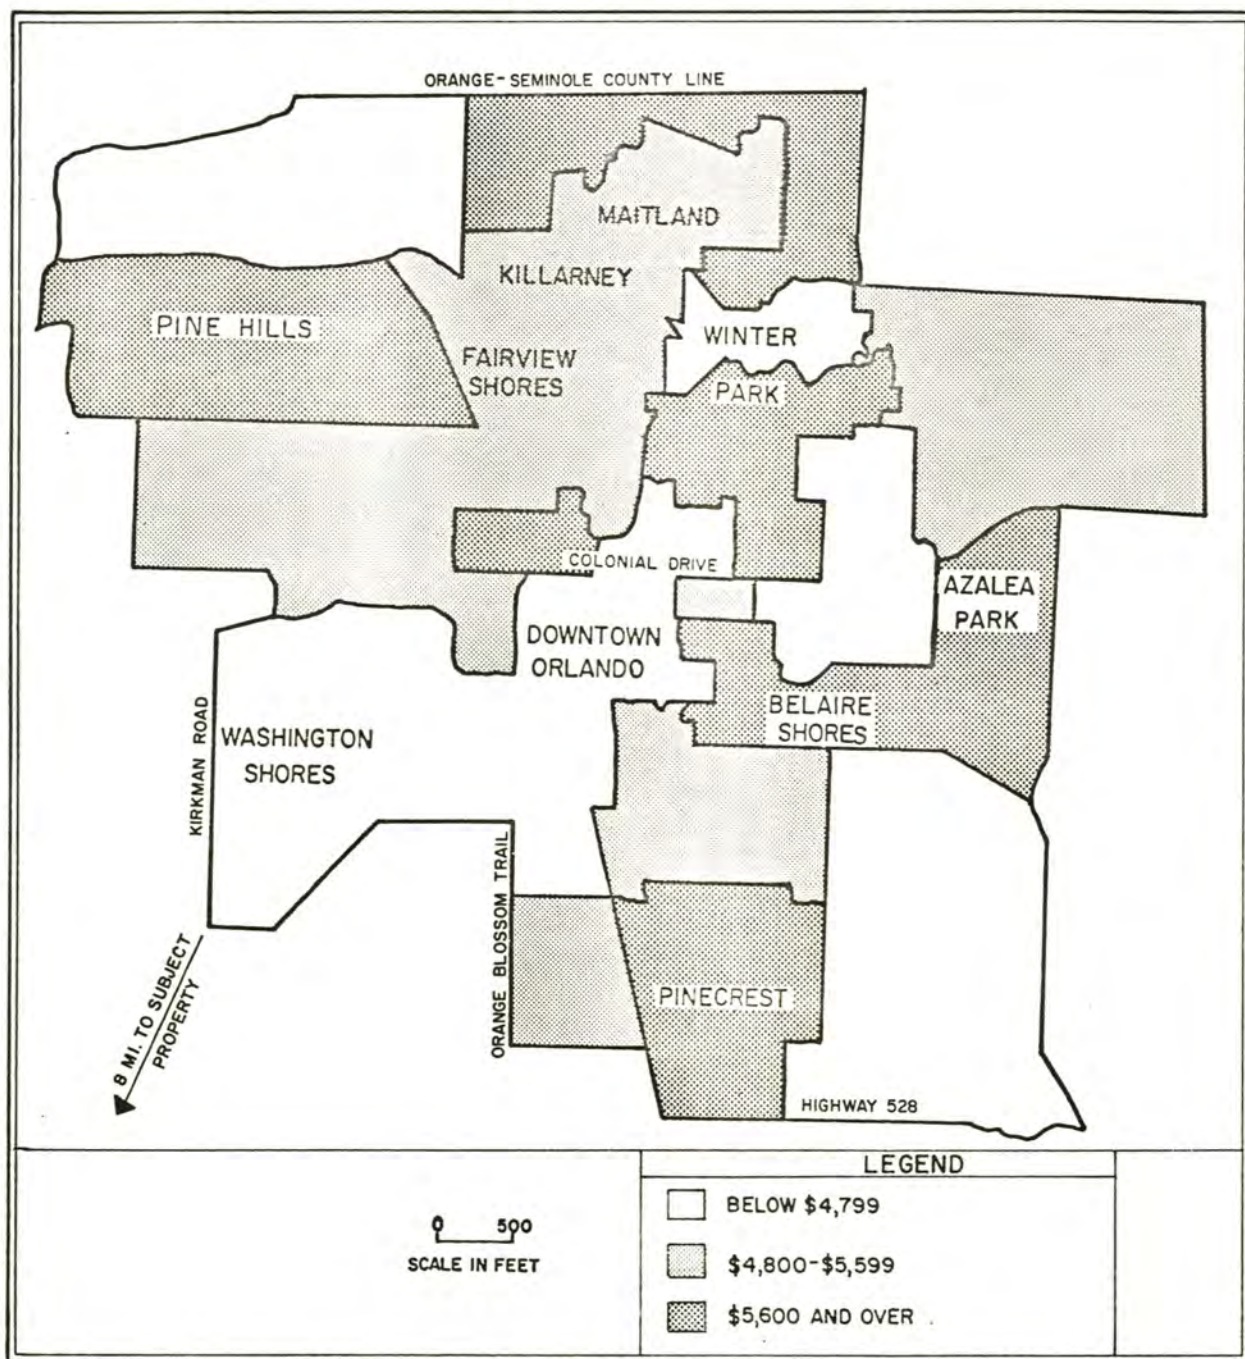 ORANGE-SEMINOLE COUNTY LINE
MAITLAND
KILLARNEY
PINE HILLS
WINTER
FAIRVIEW
SHORES
PARK
COLONIAL DRIVE
AZALEA
PARK
DOWNTOWN
ORLANDO
BELAIRE
SHORES
KIRKMAN ROAD
WASHINGTON
SHORES
ORANGE BLOSSOM TRAIL
PINECREST
8 MI. TO SUBJECT
PROPERTY
HIGHWAY 528
LEGEND
BELOW $4,799
$4,800-$5,599
$5,600 AND OVER
0 500
SCALE IN FEET